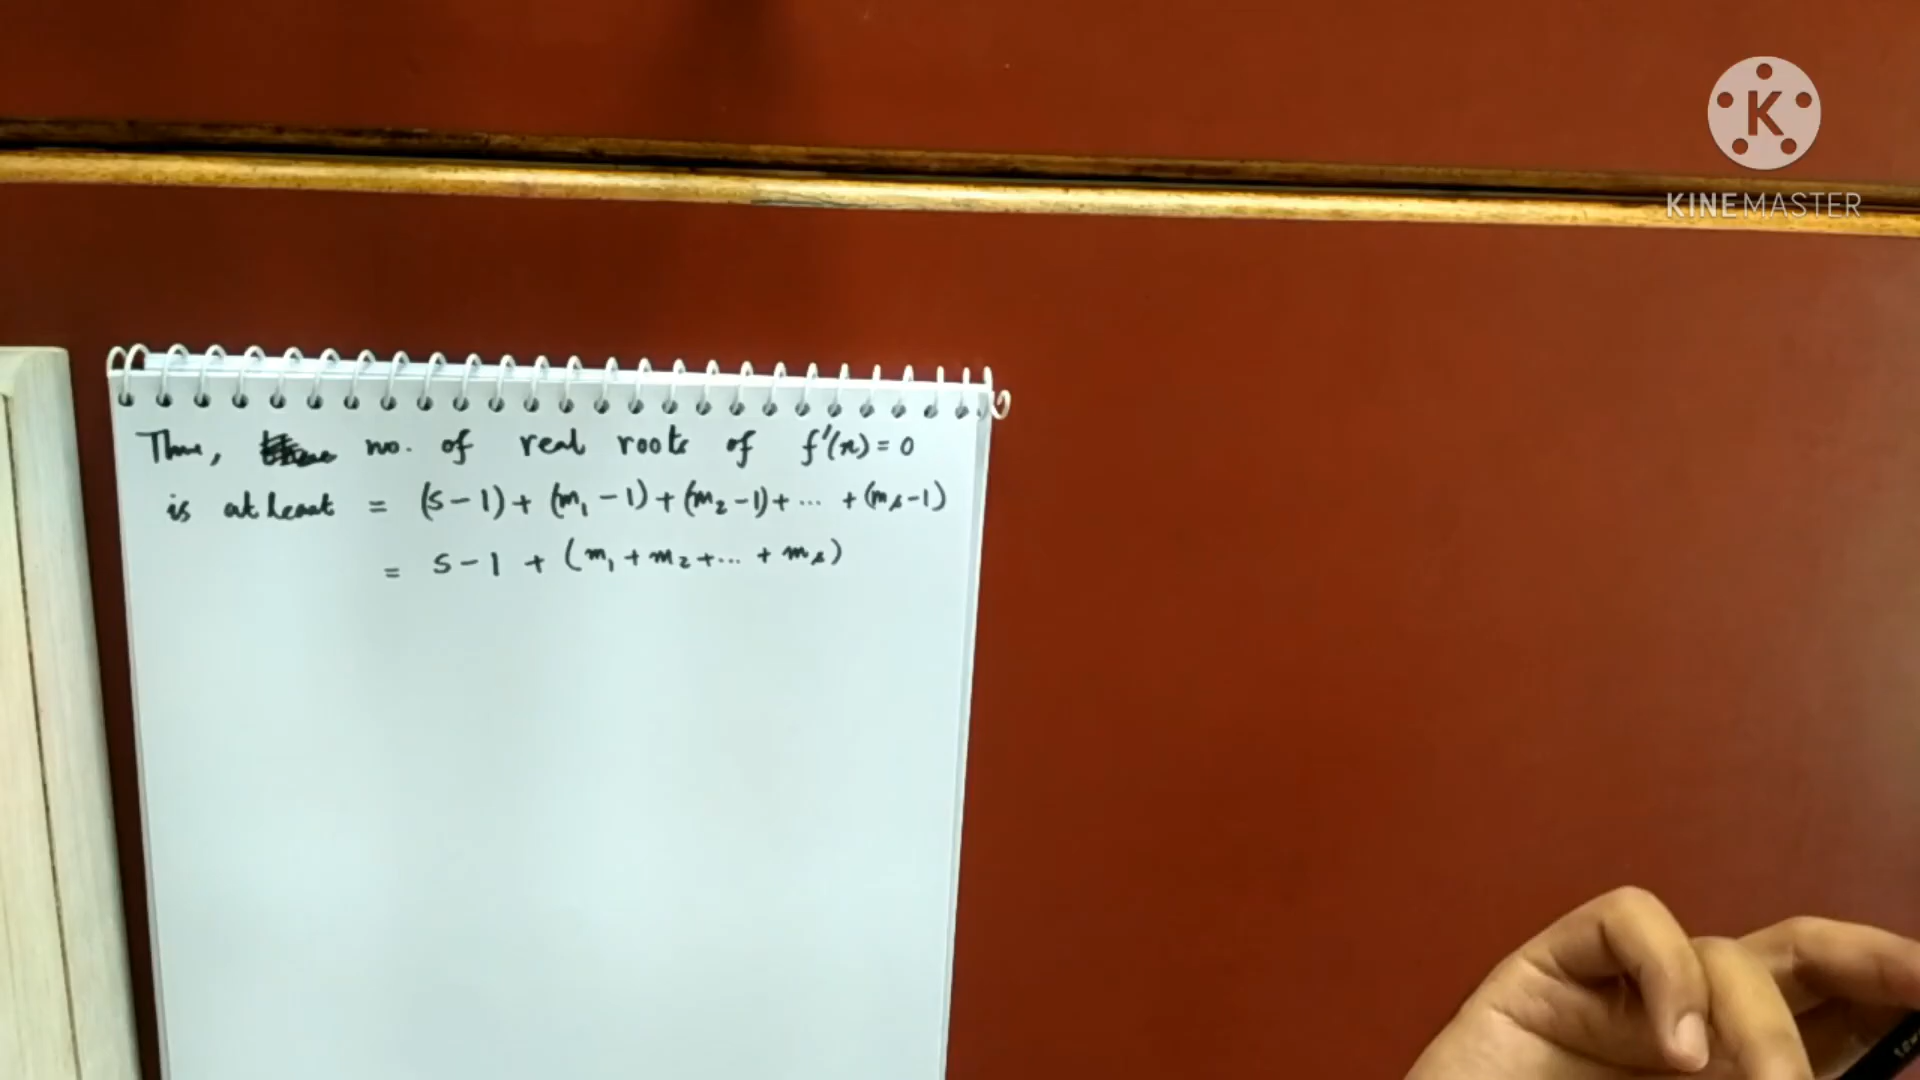 K
KINEMASTER
Thus, no. of real roots of f'(x) = 0
is at least = (s - 1) + (m₁ - 1) + (m₂ - 1) + ... + (mₛ - 1)
= s - 1 + (m₁ + m₂ + ... + mₛ)